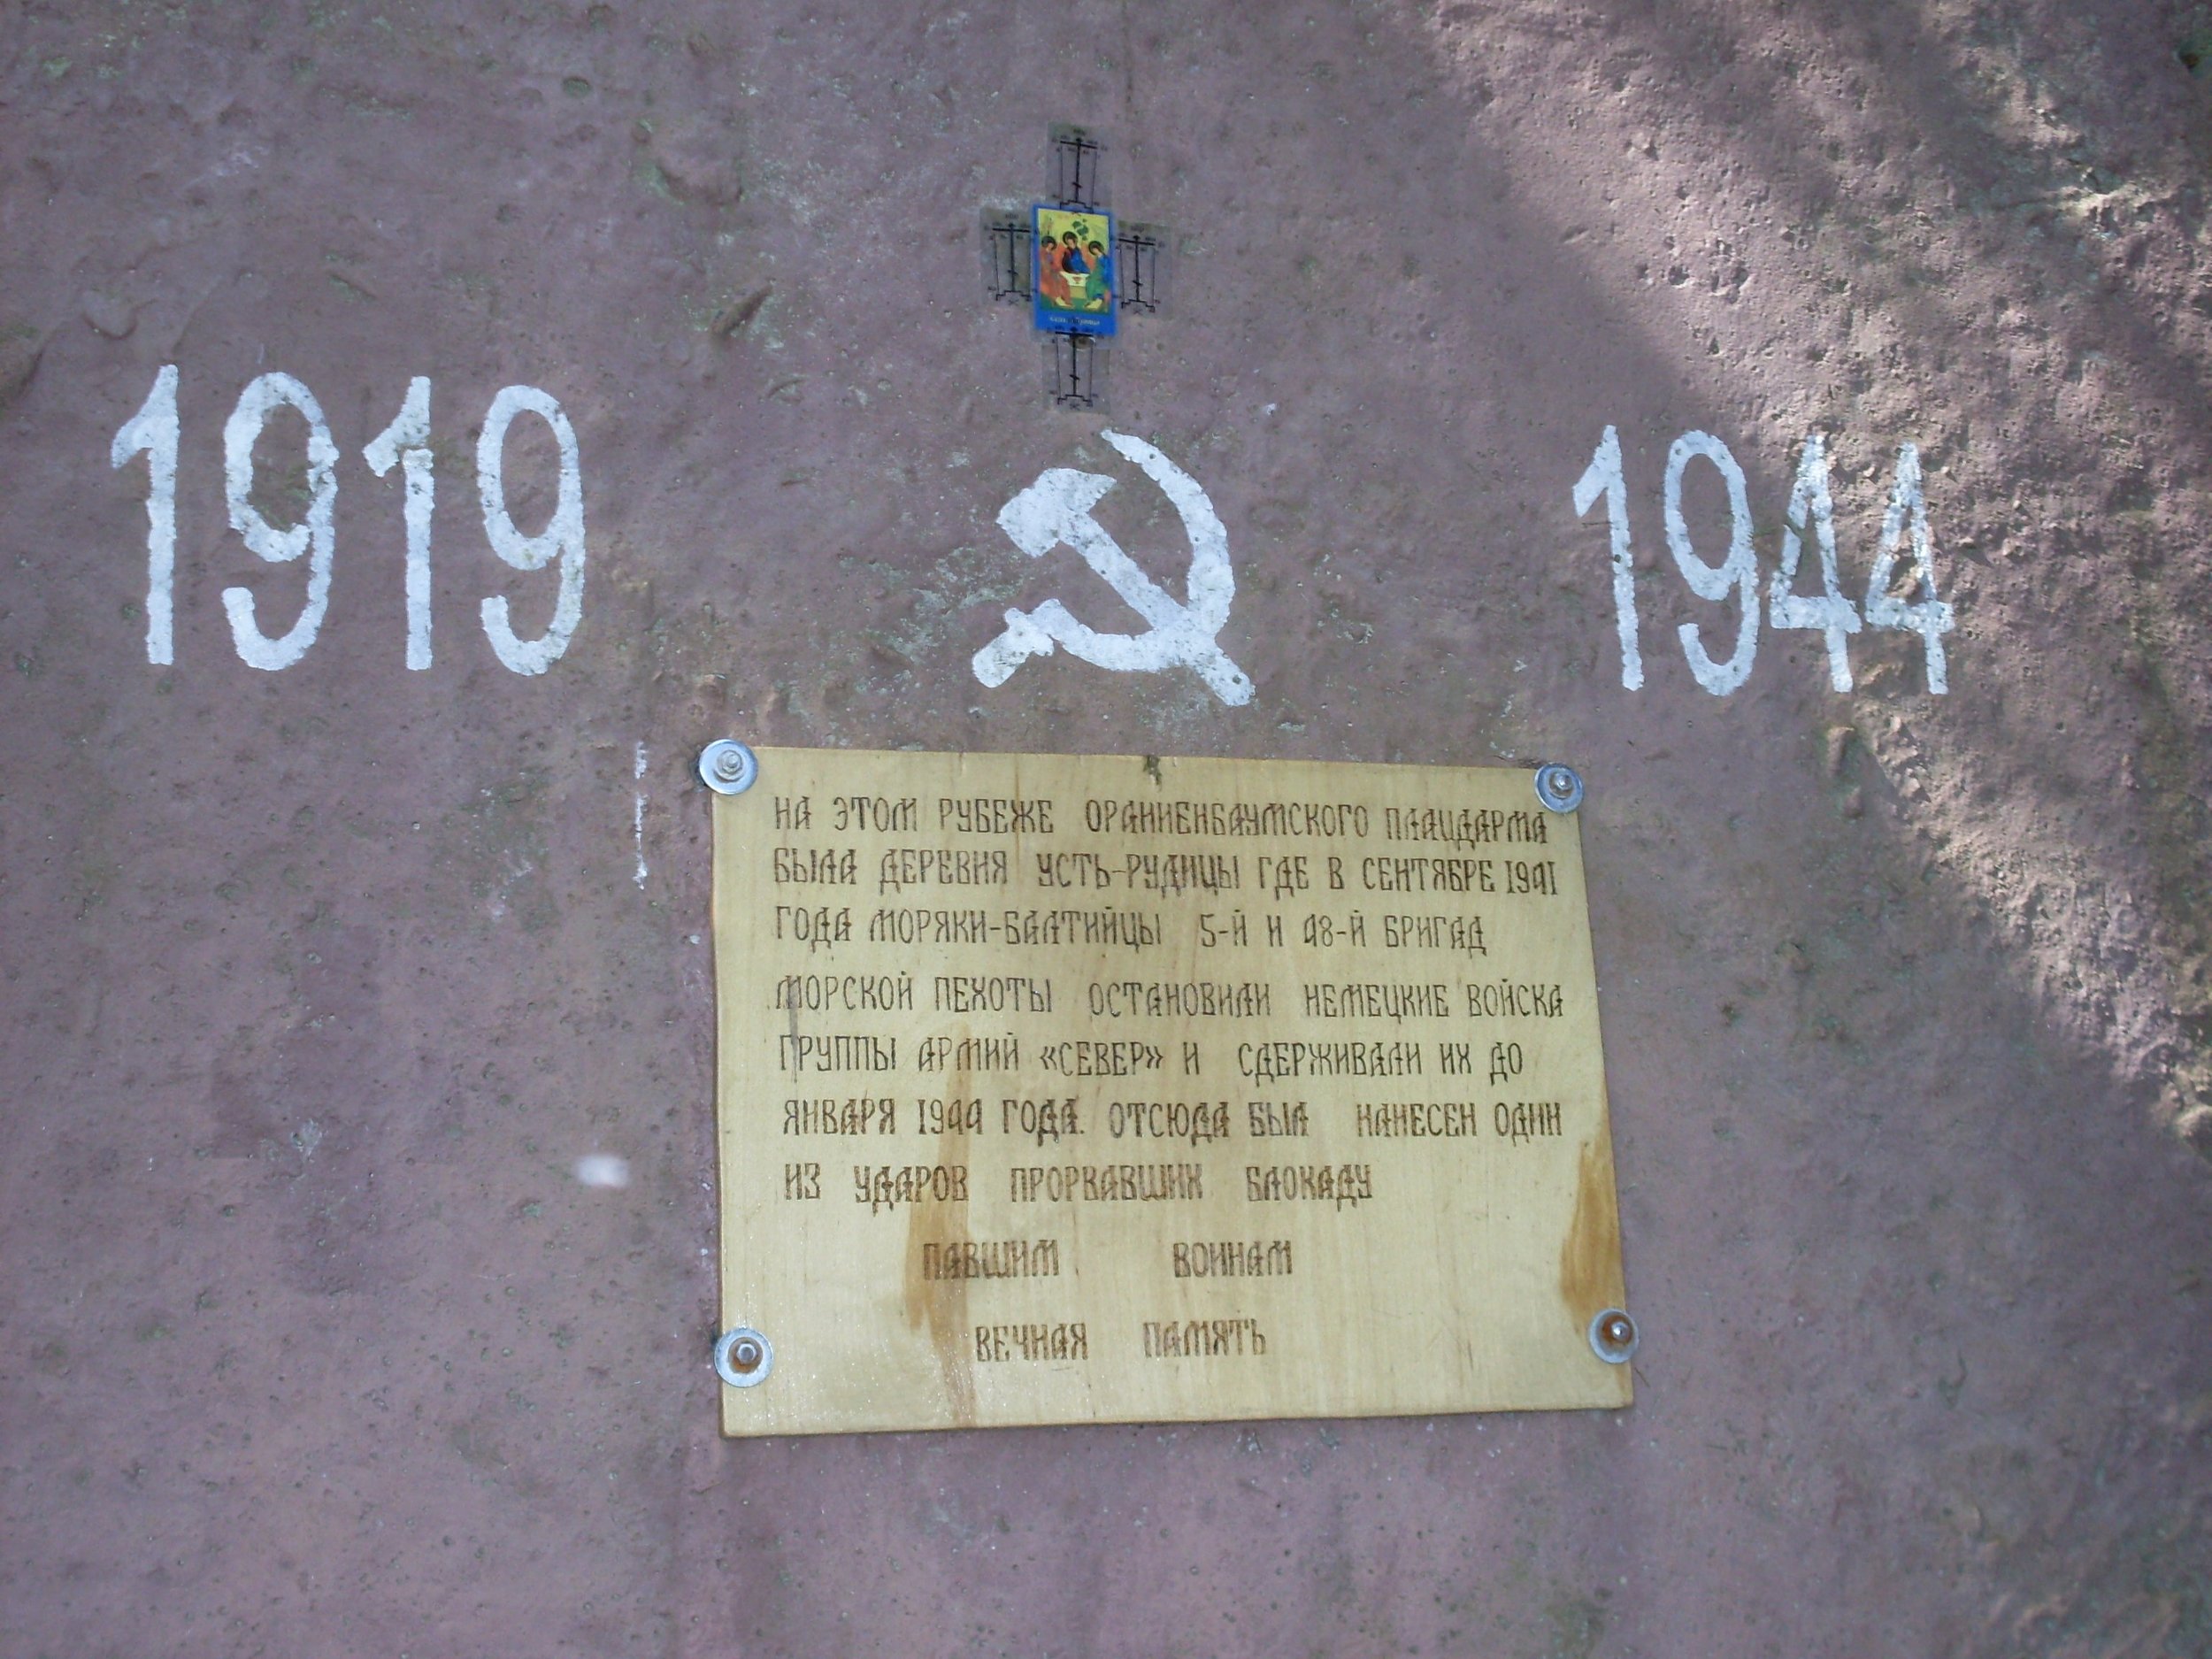 1919 1944
НА ЭТОМ РУБЕЖЕ ОРАНИЕНБАУМСКОГО ПЛАЦДАРМА
БЫЛА ДЕРЕВНЯ УСТЬ-РУДИЦЫ ГДЕ В СЕНТЯБРЕ 1941
ГОДА МОРЯКИ-БАЛТИЙЦЫ 5-Й И 48-Й БРИГАД
МОРСКОЙ ПЕХОТЫ ОСТАНОВИЛИ НЕМЕЦКИЕ ВОЙСКА
ГРУППЫ АРМИЙ «СЕВЕР» И СДЕРЖИВАЛИ ИХ ДО
ЯНВАРЯ 1944 ГОДА. ОТСЮДА БЫЛ НАНЕСЕН ОДИН
ИЗ УДАРОВ ПРОРВАВШИХ БЛОКАДУ
ПАВШИМ ВОИНАМ
ВЕЧНАЯ ПАМЯТЬ